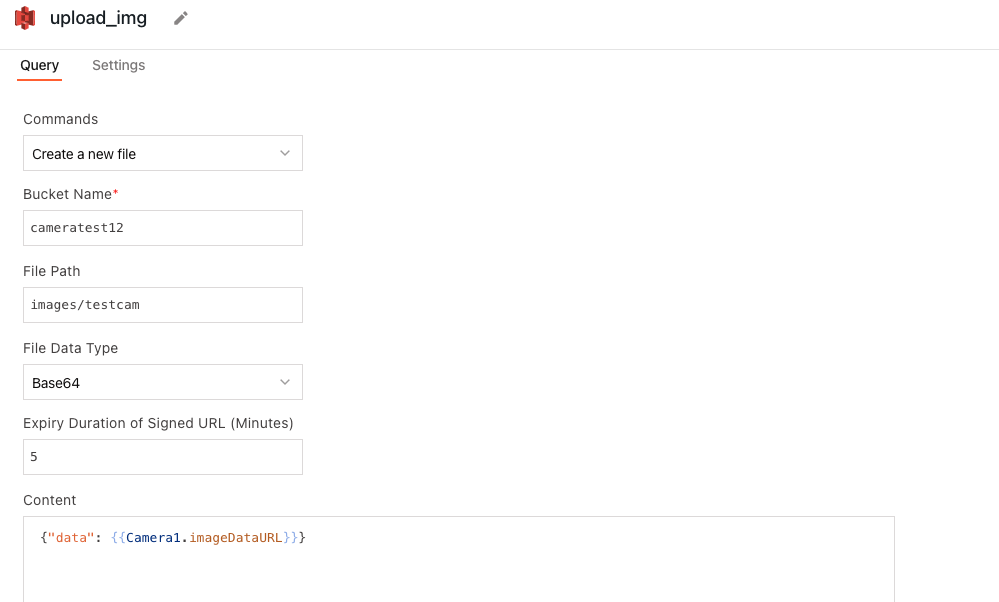 upload_img
Query Settings
Commands
Create a new file
Bucket Name*
cameratest12
File Path
images/testcam
File Data Type
Base64
Expiry Duration of Signed URL (Minutes)
5
Content
{"data": {{Camera1.imageDataURL}}}